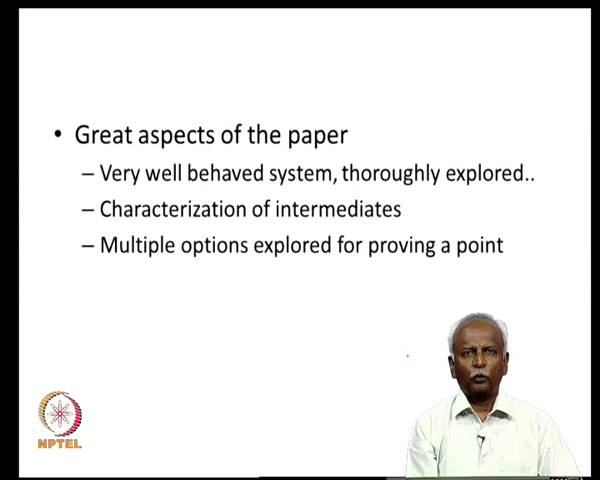 • Great aspects of the paper
– Very well behaved system, thoroughly explored..
– Characterization of intermediates
– Multiple options explored for proving a point
NPTEL